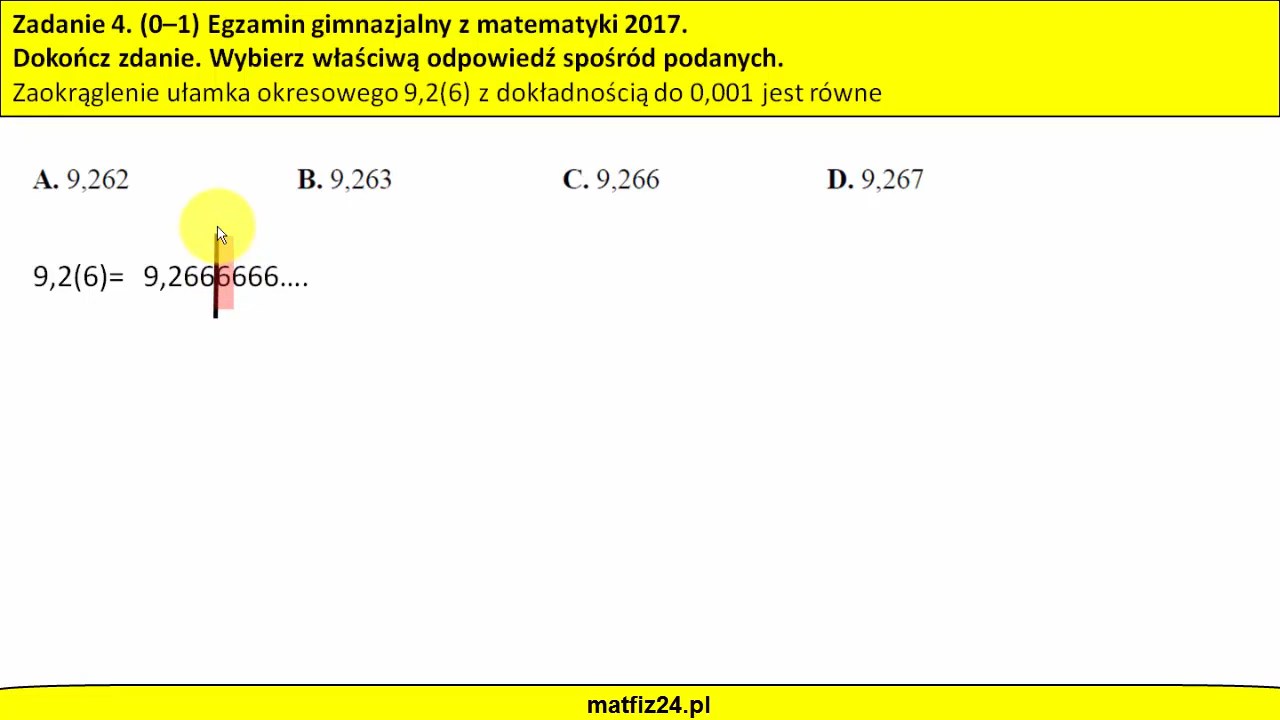 Zadanie 4. (0–1) Egzamin gimnazjalny z matematyki 2017.
Dokończ zdanie. Wybierz właściwą odpowiedź spośród podanych.
Zaokrąglenie ułamka okresowego 9,2(6) z dokładnością do 0,001 jest równe
A. 9,262 B. 9,263 C. 9,266 D. 9,267
9,2(6)= 9,2666666....
matfiz24.pl